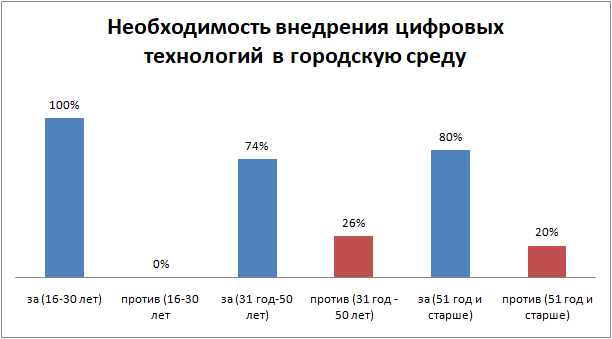 Необходимость внедрения цифровых
технологий в городскую среду
100%
0%
74%
26%
80%
20%
за (16-30 лет)
против (16-30
лет
за (31 год-50
лет)
против (31 год -
50 лет)
за (51 год и
старше)
против (51 год и
старше)